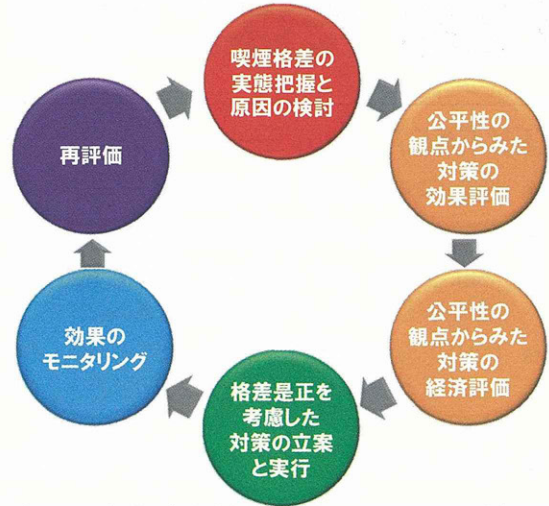 喫煙格差の
実態把握と
原因の検討
公平性の
観点からみた
対策の
効果評価
公平性の
観点からみた
対策の
経済評価
格差是正を
考慮した
対策の立案
と実行
効果の
モニタリング
再評価